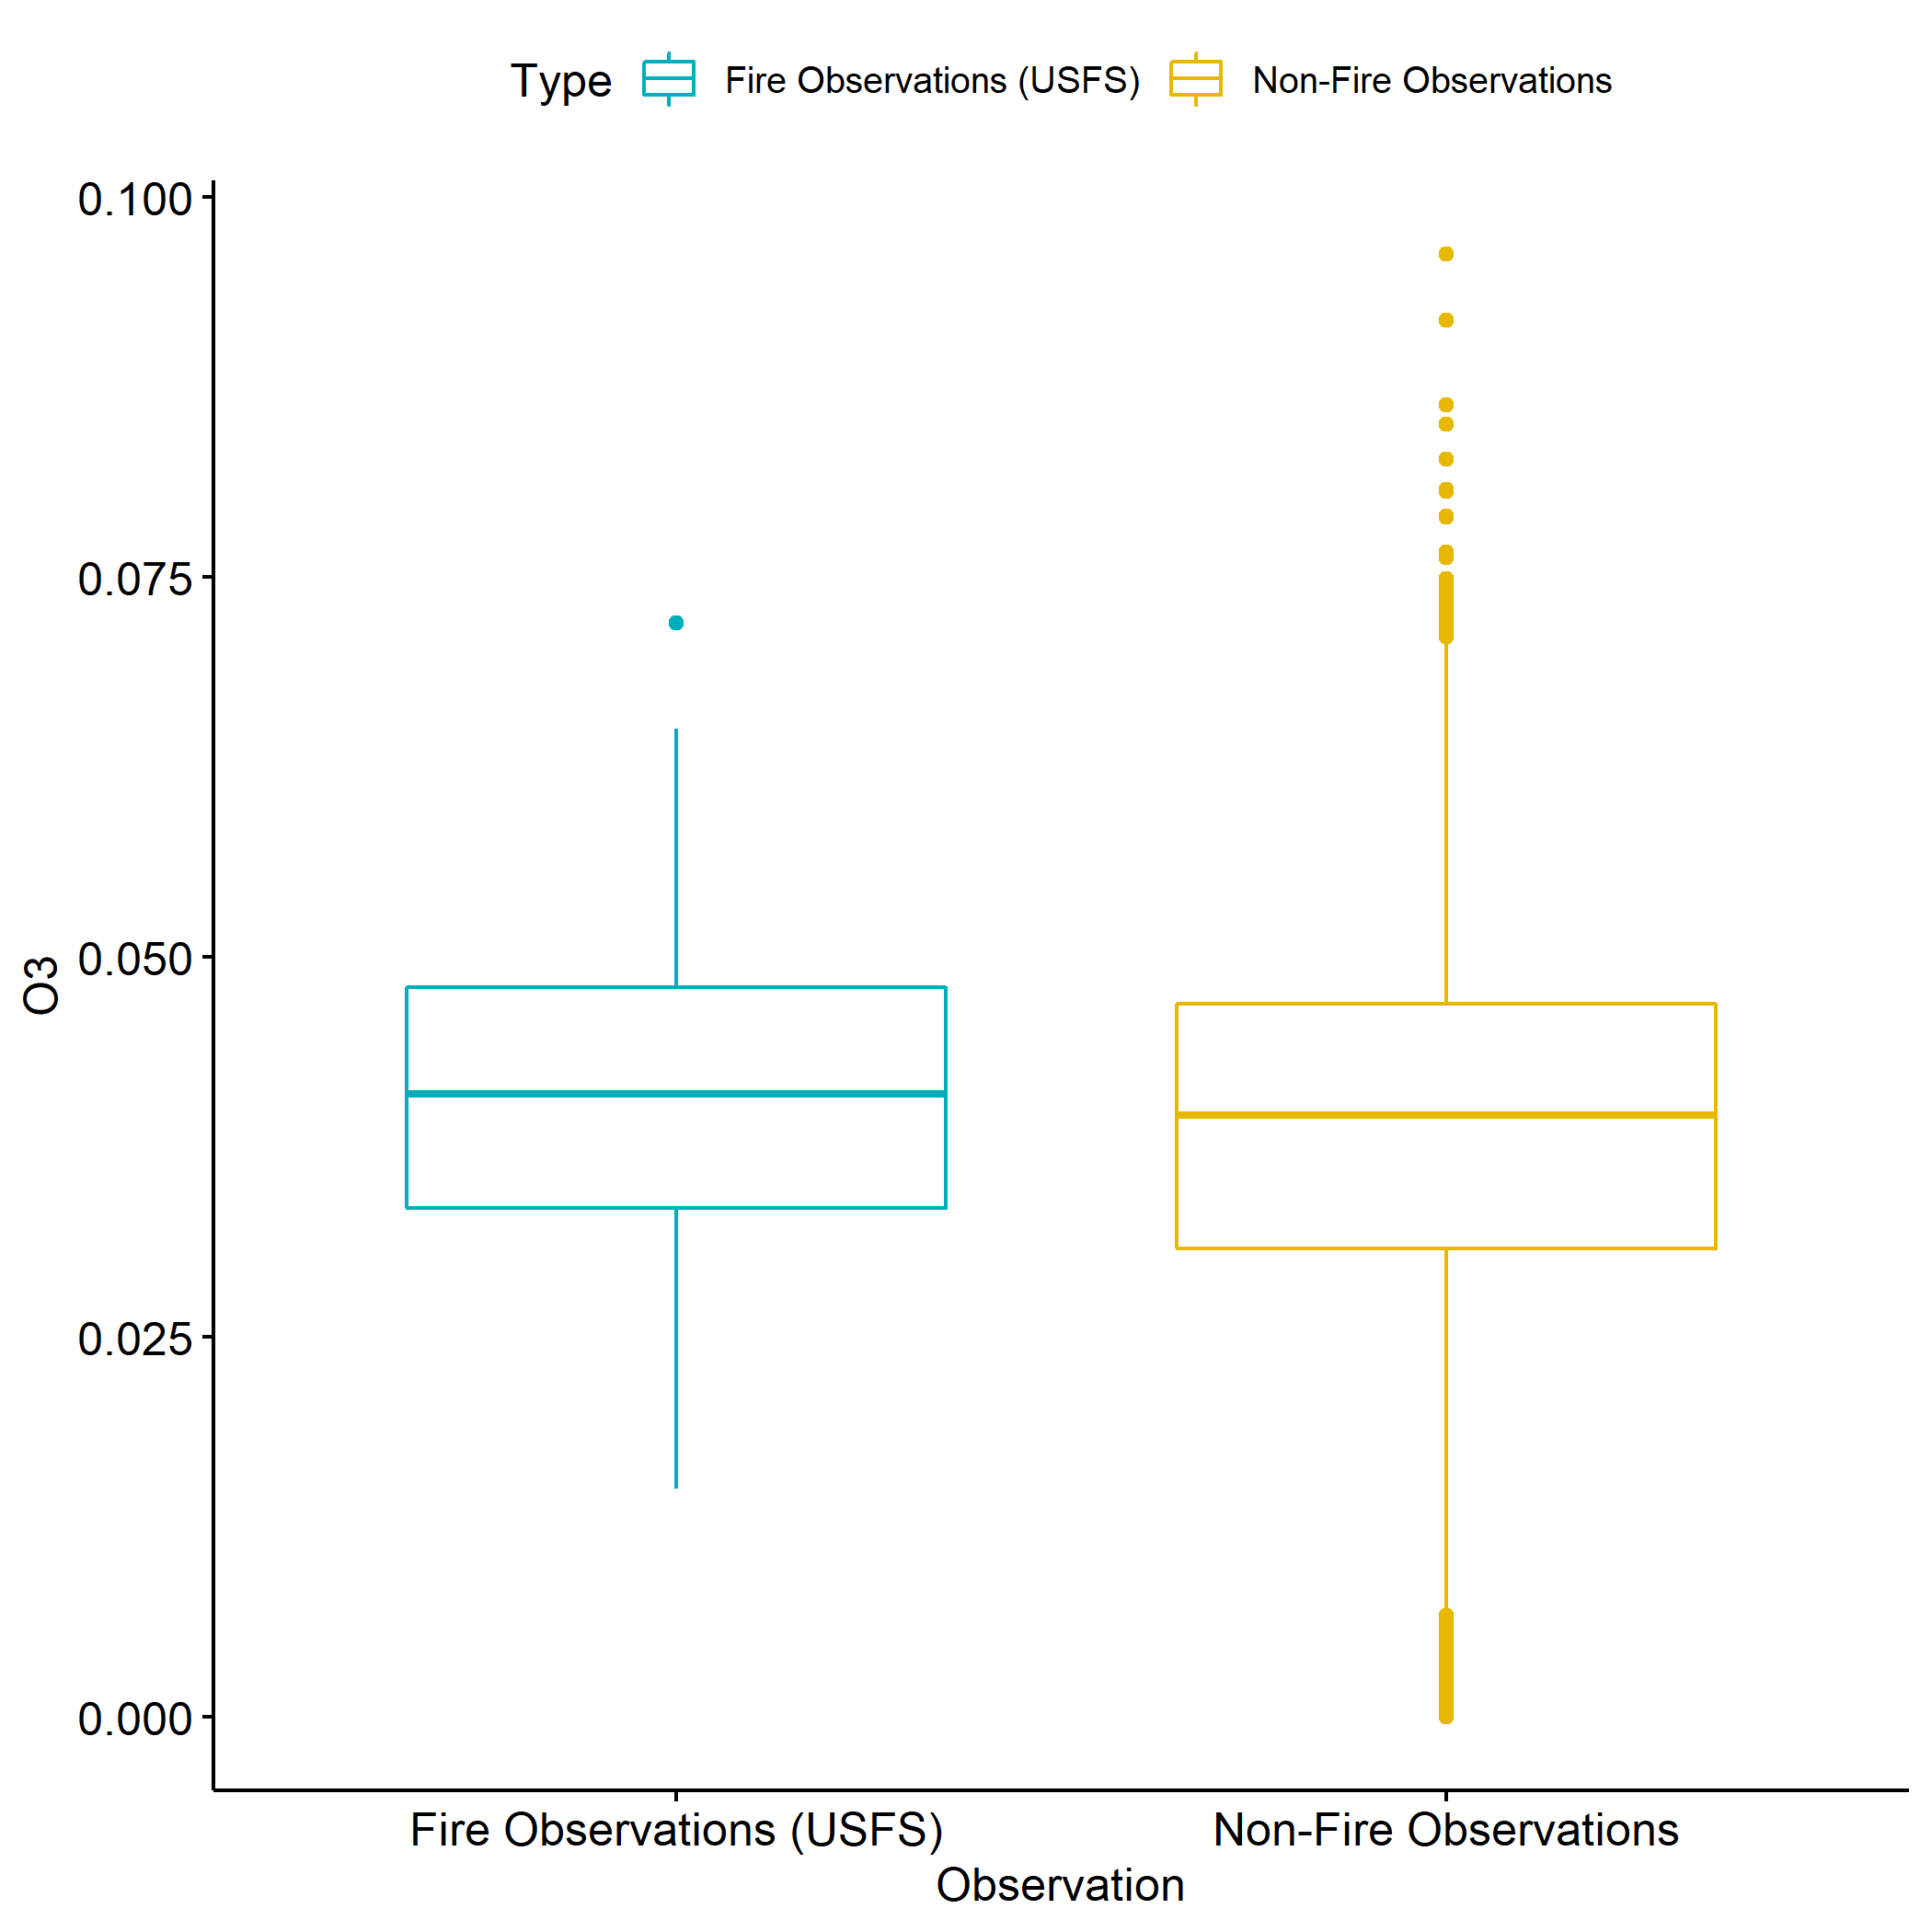 Type Fire Observations (USFS) Non-Fire Observations
0.100
0.075
0.050
0.025
0.000
O3
Fire Observations (USFS) Non-Fire Observations
Observation